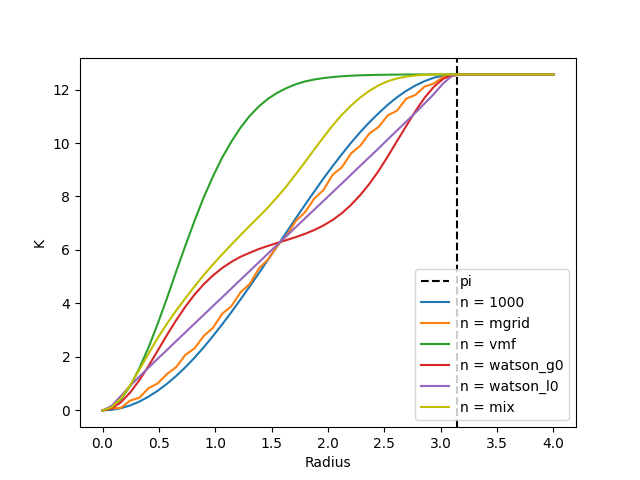 12
10
8
6
4
2
0
K
0.0 0.5 1.0 1.5 2.0 2.5 3.0 3.5 4.0
Radius
pi
n = 1000
n = mgrid
n = vmf
n = watson_g0
n = watson_l0
n = mix